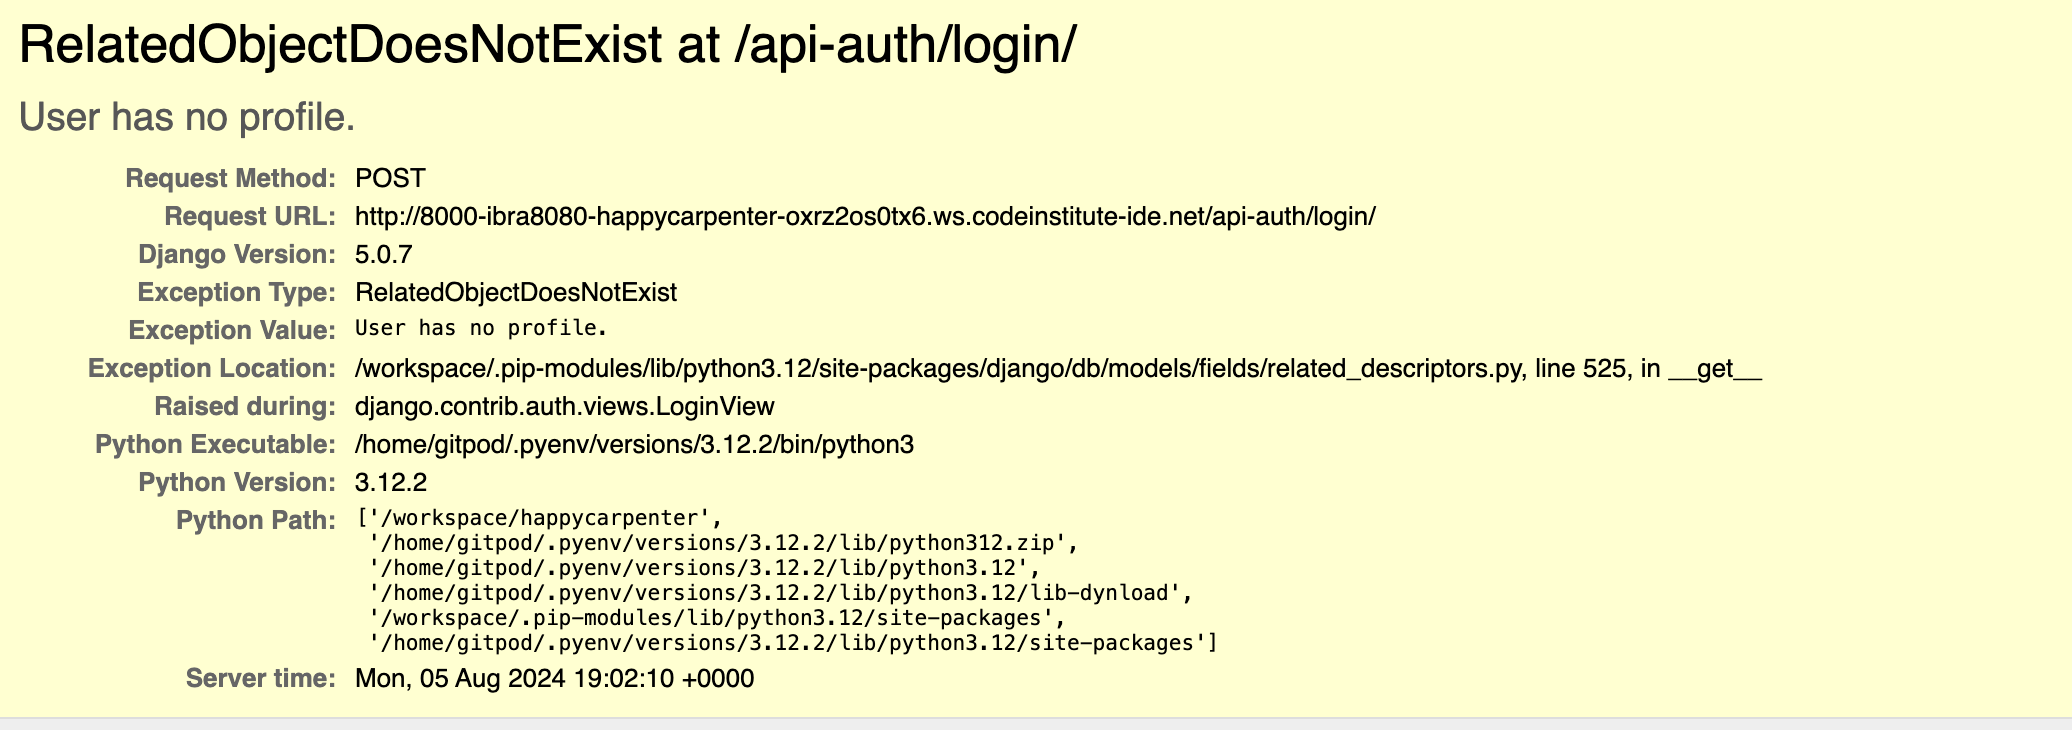 RelatedObjectDoesNotExist at /api-auth/login/
User has no profile.
Request Method: POST
Request URL: http://8000-ibra8080-happycarpenter-oxrz2os0tx6.ws.codeinstitute-ide.net/api-auth/login/
Django Version: 5.0.7
Exception Type: RelatedObjectDoesNotExist
Exception Value: User has no profile.
Exception Location: /workspace/.pip-modules/lib/python3.12/site-packages/django/db/models/fields/related_descriptors.py, line 525, in __get__
Raised during: django.contrib.auth.views.LoginView
Python Executable: /home/gitpod/.pyenv/versions/3.12.2/bin/python3
Python Version: 3.12.2
Python Path: ['/workspace/happycarpenter',
'/home/gitpod/.pyenv/versions/3.12.2/lib/python312.zip',
'/home/gitpod/.pyenv/versions/3.12.2/lib/python3.12',
'/home/gitpod/.pyenv/versions/3.12.2/lib/python3.12/lib-dynload',
'/workspace/.pip-modules/lib/python3.12/site-packages',
'/home/gitpod/.pyenv/versions/3.12.2/lib/python3.12/site-packages']
Server time: Mon, 05 Aug 2024 19:02:10 +0000